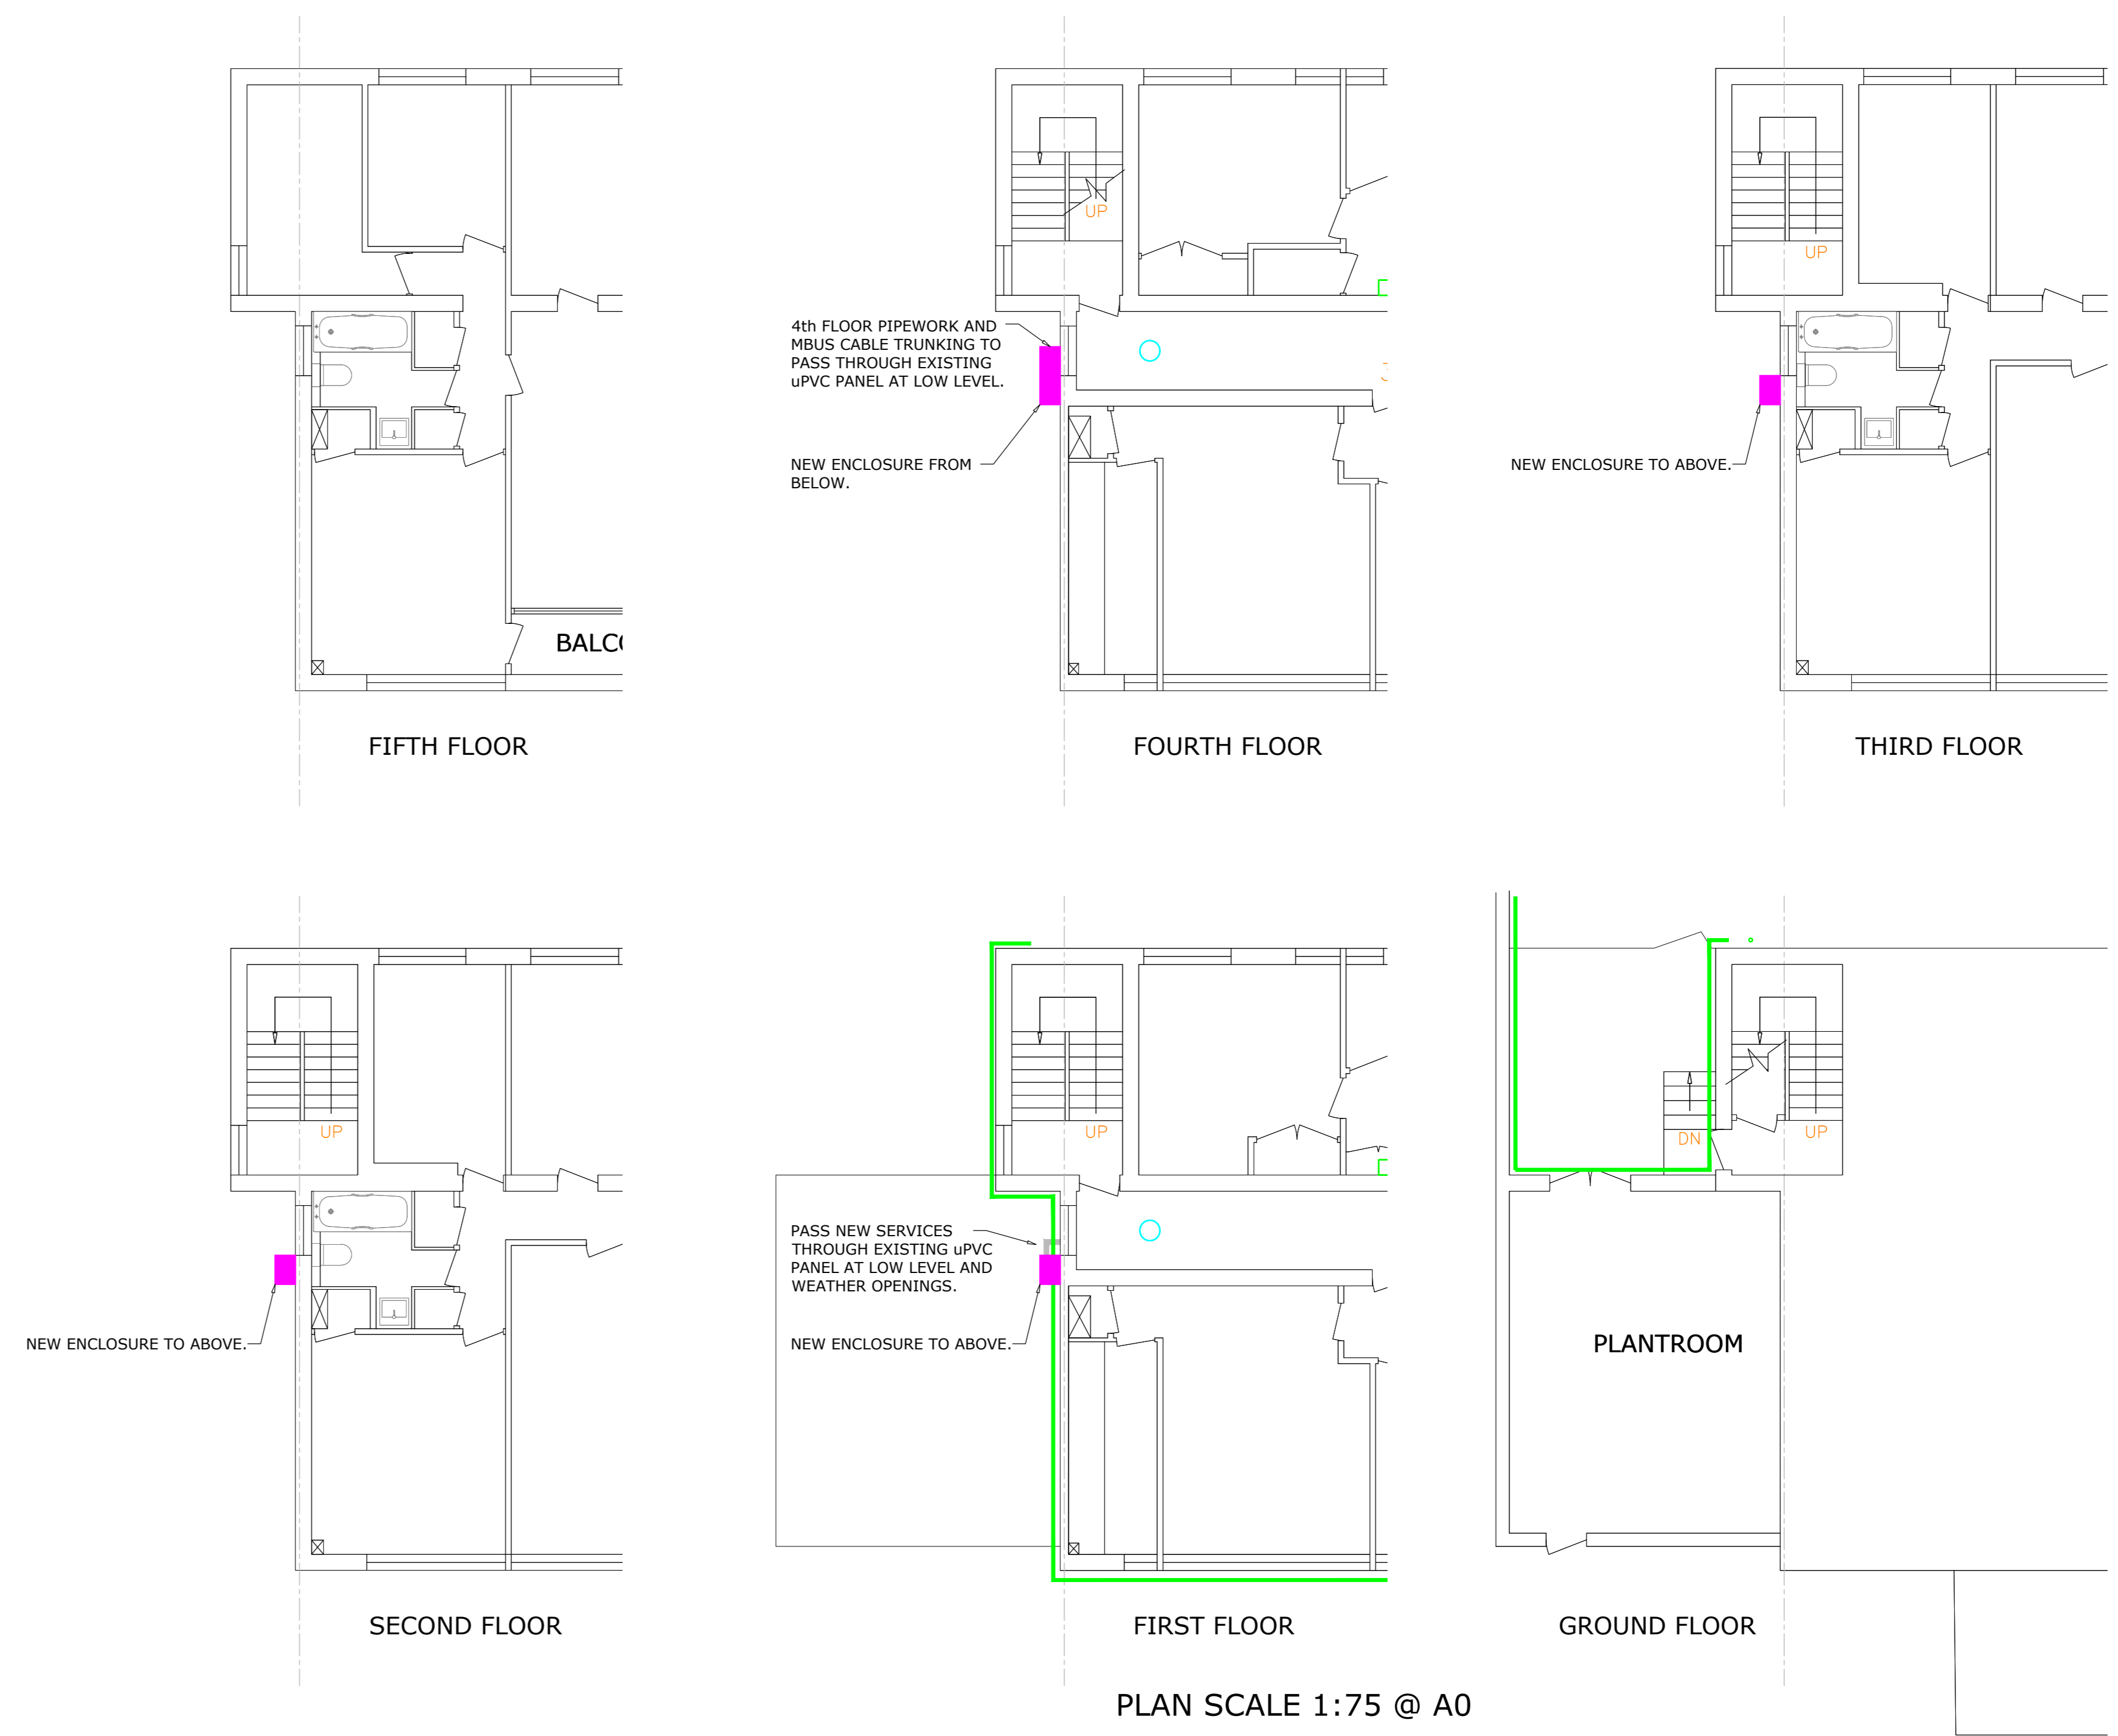 UP
UP
4th FLOOR PIPEWORK AND
MBUS CABLE TRUNKING TO
PASS THROUGH EXISTING
uPVC PANEL AT LOW LEVEL.
NEW ENCLOSURE FROM
BELOW.
NEW ENCLOSURE TO ABOVE.
BALCO
FIFTH FLOOR
FOURTH FLOOR
THIRD FLOOR
UP
UP
DN
UP
PASS NEW SERVICES
THROUGH EXISTING uPVC
PANEL AT LOW LEVEL AND
WEATHER OPENINGS.
NEW ENCLOSURE TO ABOVE.
NEW ENCLOSURE TO ABOVE.
PLANTROOM
SECOND FLOOR
FIRST FLOOR
GROUND FLOOR
PLAN SCALE 1:75 @ A0